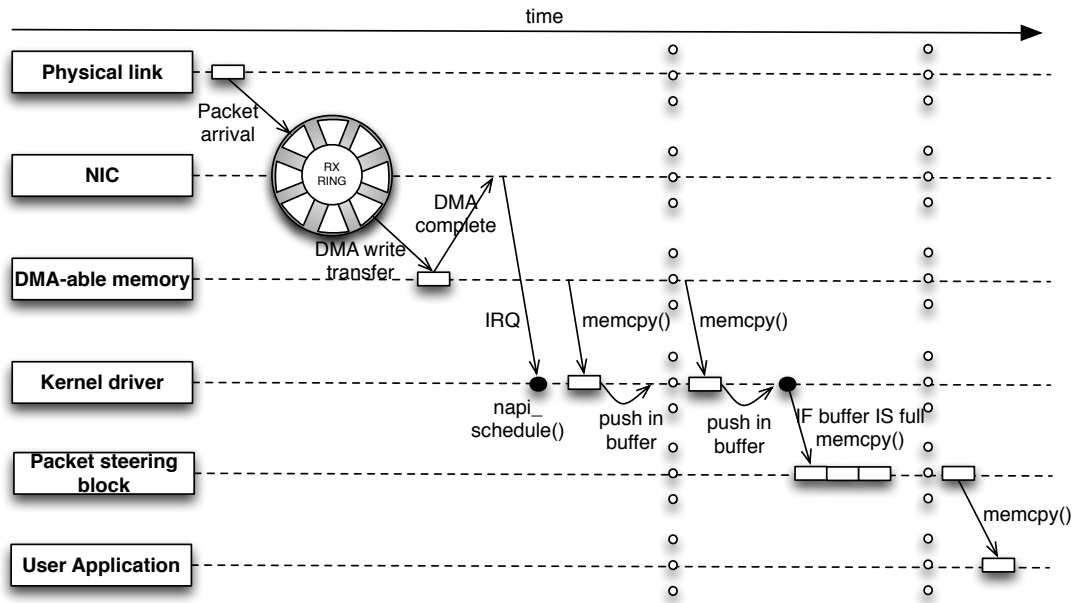 time
Physical link
Packet
arrival
NIC
RX
RING
DMA
complete
DMA write
transfer
DMA-able memory
IRQ
memcpy()
memcpy()
Kernel driver
napi_
schedule()
push in
buffer
push in
buffer
IF buffer IS full
memcpy()
Packet steering
block
memcpy()
User Application